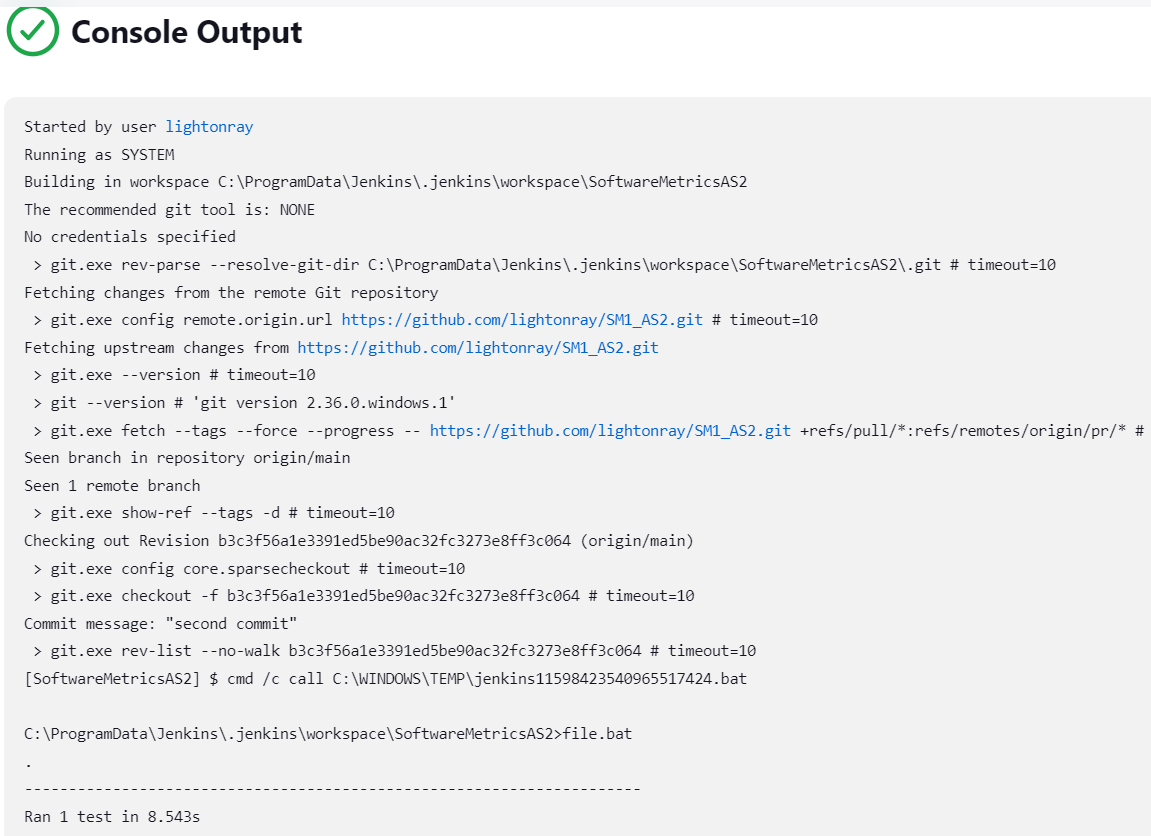 Console Output
Started by user lightonray
Running as SYSTEM
Building in workspace C:\ProgramData\Jenkins\.jenkins\workspace\SoftwareMetricsAS2
The recommended git tool is: NONE
No credentials specified
 > git.exe rev-parse --resolve-git-dir C:\ProgramData\Jenkins\.jenkins\workspace\SoftwareMetricsAS2\.git # timeout=10
Fetching changes from the remote Git repository
 > git.exe config remote.origin.url https://github.com/lightonray/SM1_AS2.git # timeout=10
Fetching upstream changes from https://github.com/lightonray/SM1_AS2.git
 > git.exe --version # timeout=10
 > git --version # 'git version 2.36.0.windows.1'
 > git.exe fetch --tags --force --progress -- https://github.com/lightonray/SM1_AS2.git +refs/pull/*:refs/remotes/origin/pr/* #
Seen branch in repository origin/main
Seen 1 remote branch
 > git.exe show-ref --tags -d # timeout=10
Checking out Revision b3c3f56a1e3391ed5be90ac32fc3273e8ff3c064 (origin/main)
 > git.exe config core.sparsecheckout # timeout=10
 > git.exe checkout -f b3c3f56a1e3391ed5be90ac32fc3273e8ff3c064 # timeout=10
Commit message: "second commit"
 > git.exe rev-list --no-walk b3c3f56a1e3391ed5be90ac32fc3273e8ff3c064 # timeout=10
[SoftwareMetricsAS2] $ cmd /c call C:\WINDOWS\TEMP\jenkins11598423540965517424.bat
C:\ProgramData\Jenkins\.jenkins\workspace\SoftwareMetricsAS2>file.bat
.
----------------------------------------------------------------------
Ran 1 test in 8.543s